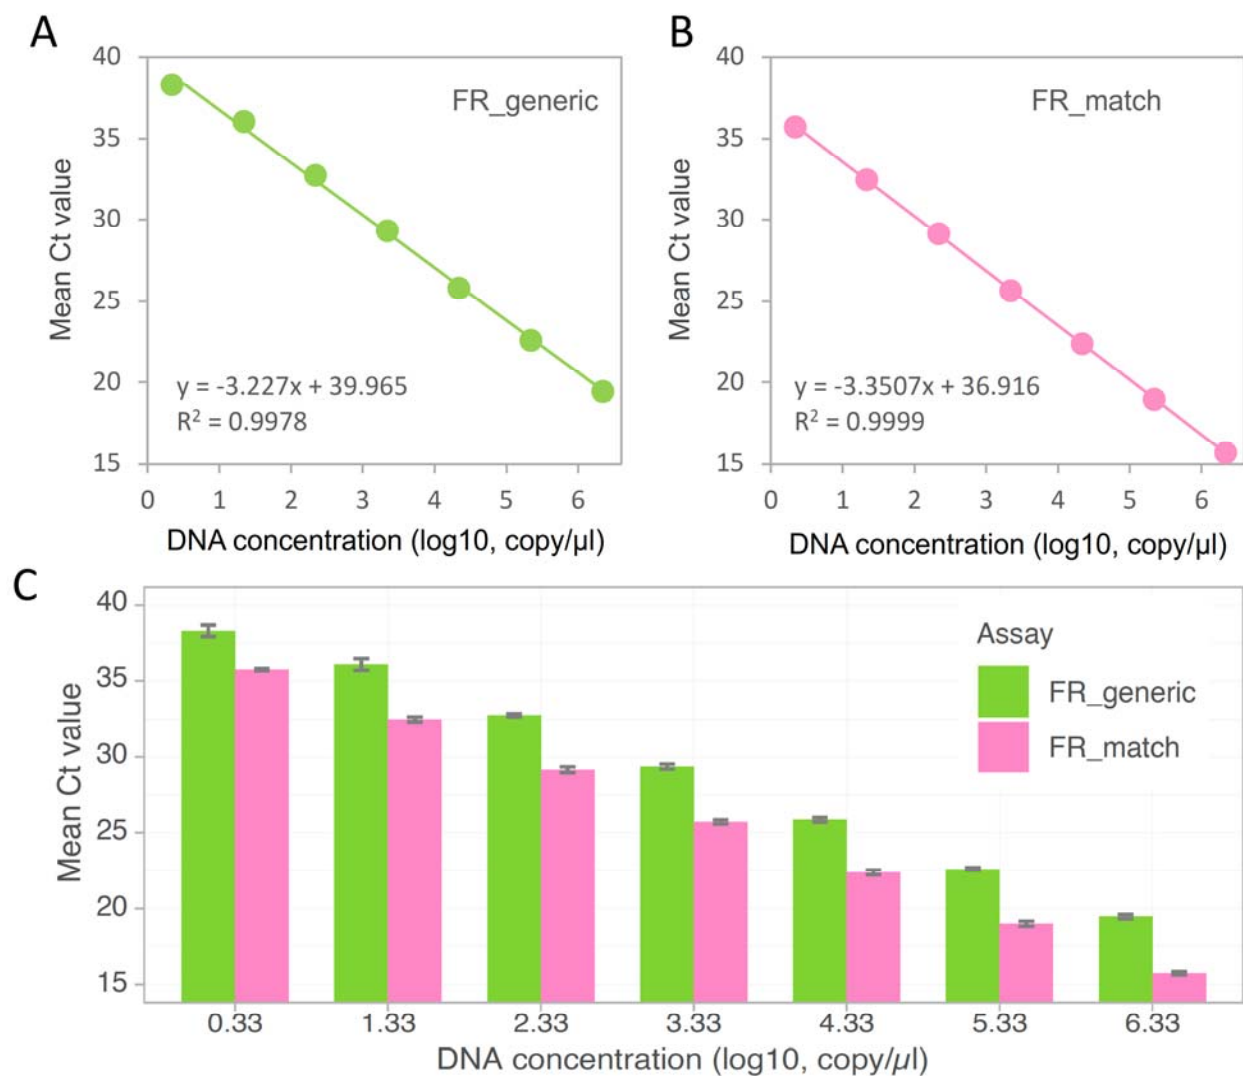 A
40
35
30
25
20
15
Mean Ct value
FR_generic
y = -3.227x + 39.965
R² = 0.9978
0 1 2 3 4 5 6
DNA concentration (log10, copy/µl)
B
40
35
30
25
20
15
Mean Ct value
FR_match
y = -3.3507x + 36.916
R² = 0.9999
0 1 2 3 4 5 6
DNA concentration (log10, copy/µl)
C
40
35
30
25
20
15
Mean Ct value
Assay
FR_generic
FR_match
0.33 1.33 2.33 3.33 4.33 5.33 6.33
DNA concentration (log10, copy/µl)